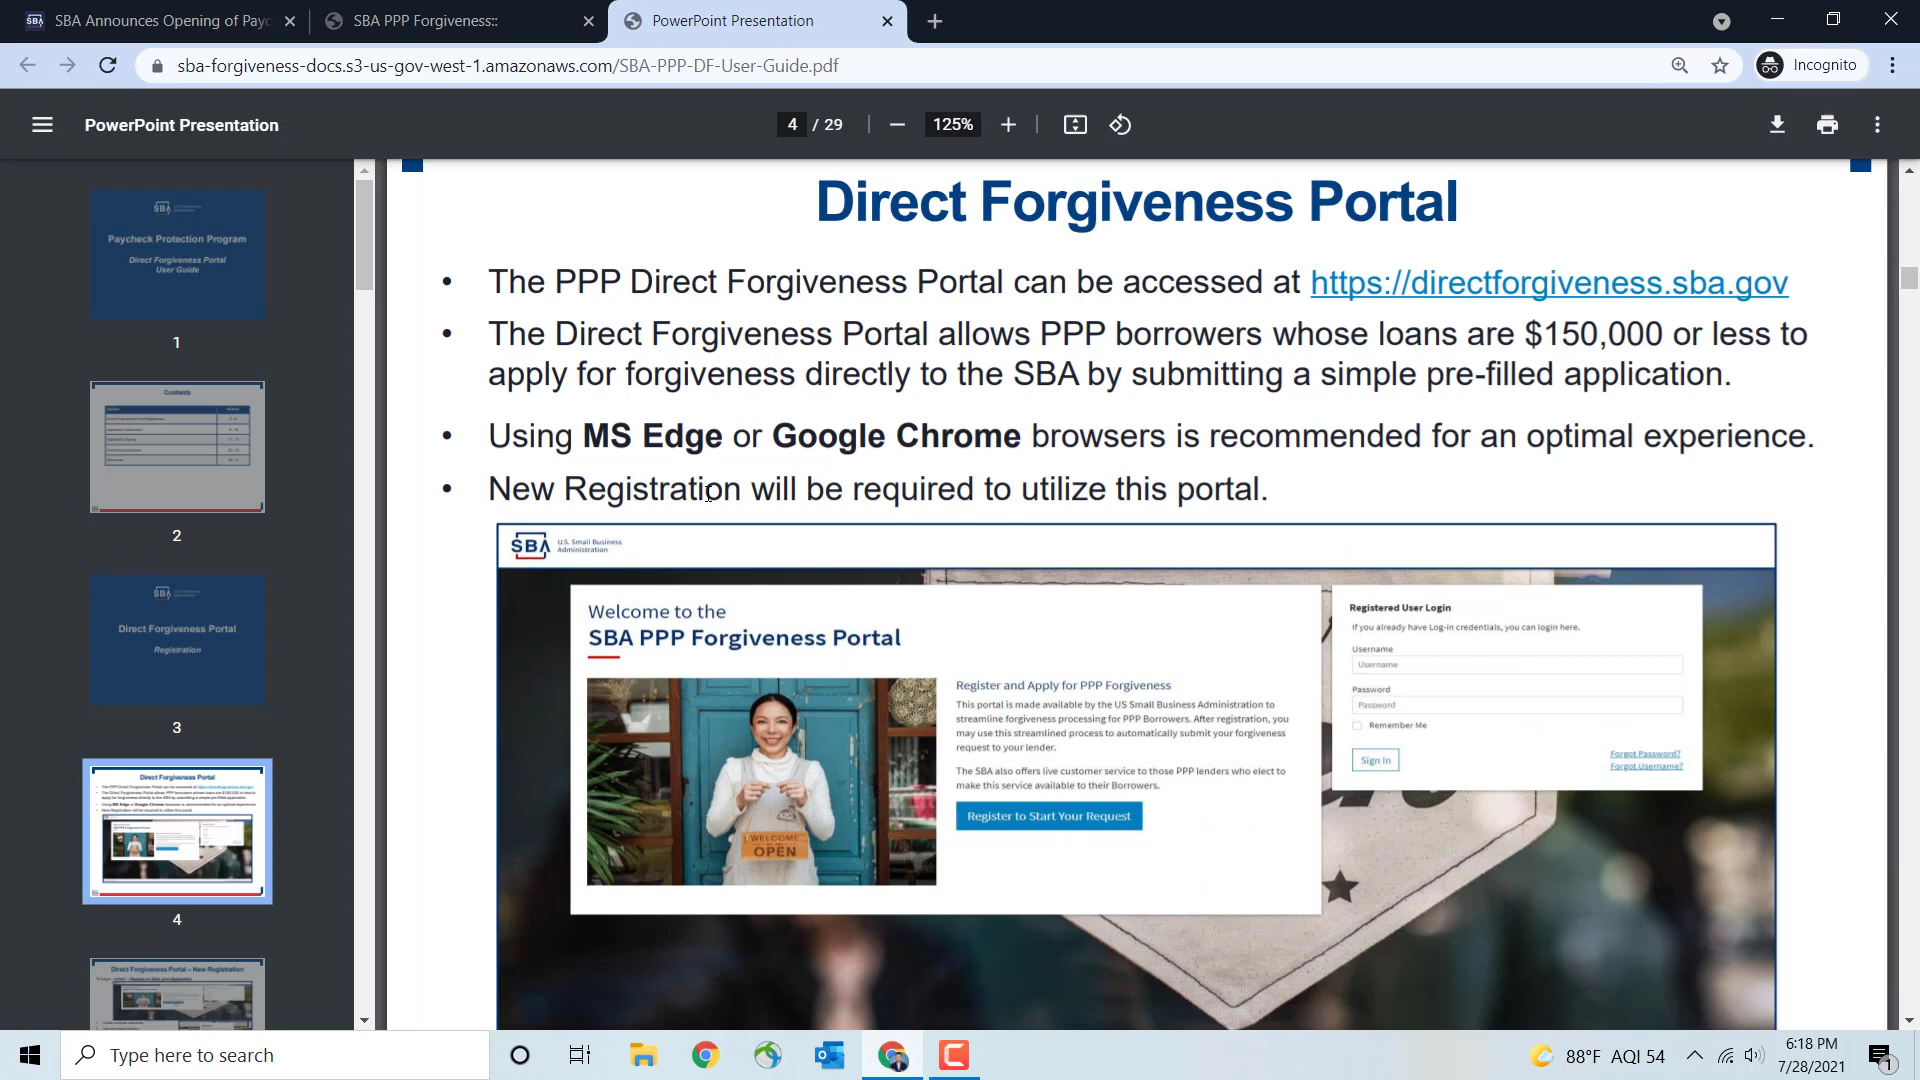 SBA Announces Opening of Payc
SBA PPP Forgiveness::
PowerPoint Presentation
sba-forgiveness-docs.s3-us-gov-west-1.amazonaws.com/SBA-PPP-DF-User-Guide.pdf
Incognito
PowerPoint Presentation
4 / 29
125%
SBA
Paycheck Protection Program
Direct Forgiveness Portal
User Guide
1
Contents
2
SBA
Direct Forgiveness Portal
Registration
3
Direct Forgiveness Portal
4
Direct Forgiveness Portal – New Registration
Direct Forgiveness Portal
• The PPP Direct Forgiveness Portal can be accessed at https://directforgiveness.sba.gov
• The Direct Forgiveness Portal allows PPP borrowers whose loans are $150,000 or less to
apply for forgiveness directly to the SBA by submitting a simple pre-filled application.
• Using MS Edge or Google Chrome browsers is recommended for an optimal experience.
• New Registration will be required to utilize this portal.
SBA
U.S. Small Business
Administration
Welcome to the
SBA PPP Forgiveness Portal
WELCOME
OPEN
Register and Apply for PPP Forgiveness
This portal is made available by the US Small Business Administration to
streamline forgiveness processing for PPP Borrowers. After registration, you
may use this streamlined process to automatically submit your forgiveness
request to your lender.
The SBA also offers live customer service to those PPP lenders who elect to
make this service available to their Borrowers.
Register to Start Your Request
Registered User Login
If you already have Log-in credentials, you can login here.
Username
Username
Password
Password
Remember Me
Sign In
Forgot Password?
Forgot Username?
Type here to search
88°F AQI 54
6:18 PM
7/28/2021
1